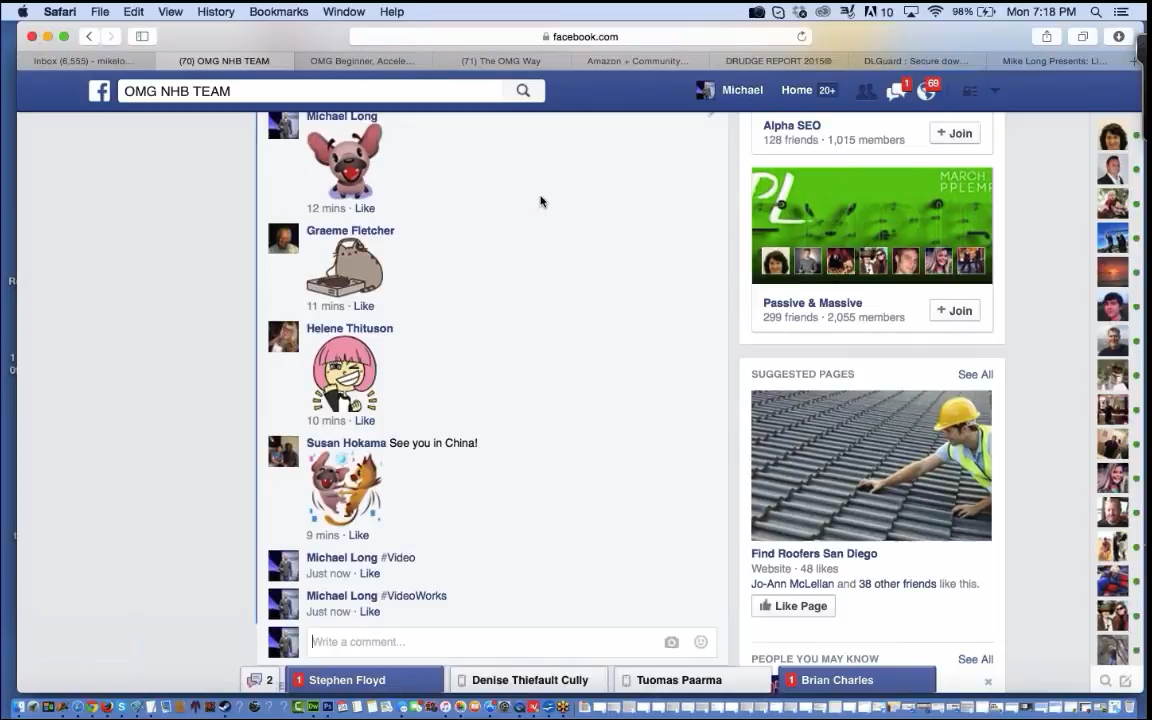 Safari File Edit View History Bookmarks Window Help 10 98% Mon 7:18 PM
facebook.com
Inbox (6,555) - mikelo... (70) OMG NHB TEAM OMG Beginner, Accele... (71) The OMG Way Amazon + Community... DRUDGE REPORT 2015® DLGuard : Secure dow... Mike Long Presents: Li...
OMG NHB TEAM Michael Home 20+ 1 69
Michael Long
12 mins · Like
Graeme Fletcher
11 mins · Like
Helene Thituson
10 mins · Like
Susan Hokama See you in China!
9 mins · Like
Michael Long #Video
Just now · Like
Michael Long #VideoWorks
Just now · Like
Write a comment...
Alpha SEO
128 friends · 1,015 members
+ Join
MARCH
Passive & Massive
299 friends · 2,055 members
+ Join
SUGGESTED PAGES See All
Find Roofers San Diego
Website · 48 likes
Jo-Ann McLellan and 38 other friends like this.
Like Page
PEOPLE YOU MAY KNOW See All
2 1 Stephen Floyd Denise Thiefault Cully Tuomas Paarma 1 Brian Charles